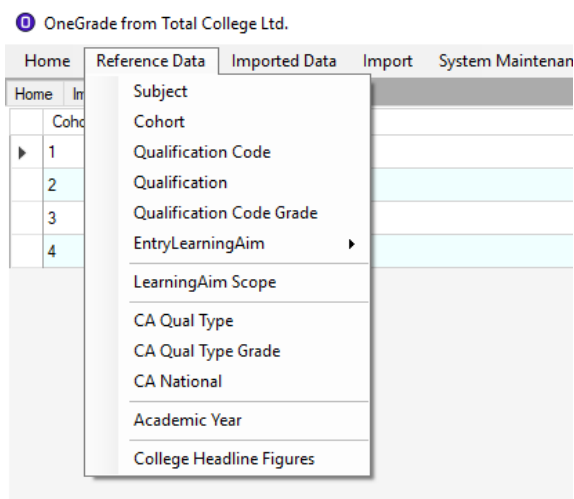 OneGrade from Total College Ltd.
Home Reference Data Imported Data Import System Maintenan
Home Im
Coho
1
2
3
4
Subject
Cohort
Qualification Code
Qualification
Qualification Code Grade
EntryLearningAim
LearningAim Scope
CA Qual Type
CA Qual Type Grade
CA National
Academic Year
College Headline Figures